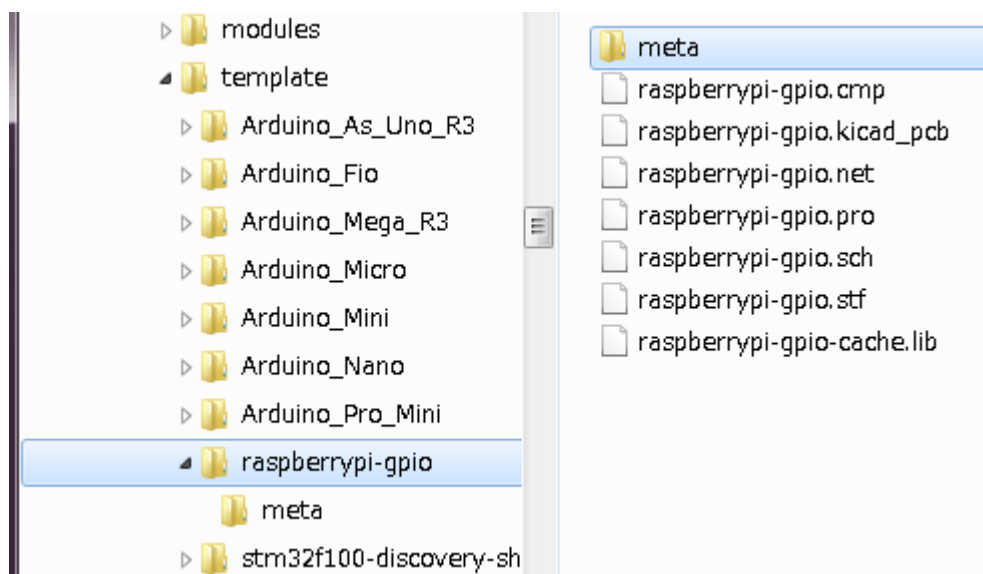 modules
template
Arduino_As_Uno_R3
Arduino_Fio
Arduino_Mega_R3
Arduino_Micro
Arduino_Mini
Arduino_Nano
Arduino_Pro_Mini
raspberrypi-gpio
meta
stm32f100-discovery-sh
meta
raspberrypi-gpio.cmp
raspberrypi-gpio.kicad_pcb
raspberrypi-gpio.net
raspberrypi-gpio.pro
raspberrypi-gpio.sch
raspberrypi-gpio.stf
raspberrypi-gpio-cache.lib